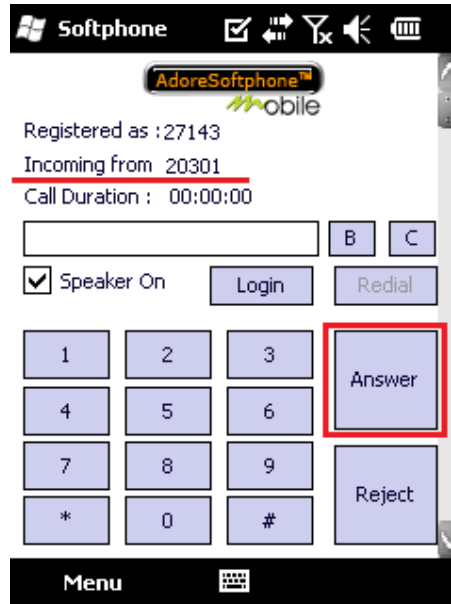 Softphone
AdoreSoftphone™
mobile
Registered as :27143
Incoming from 20301
Call Duration : 00:00:00
B C
Speaker On Login Redial
1 2 3
Answer
4 5 6
7 8 9
Reject
* 0 #
Menu